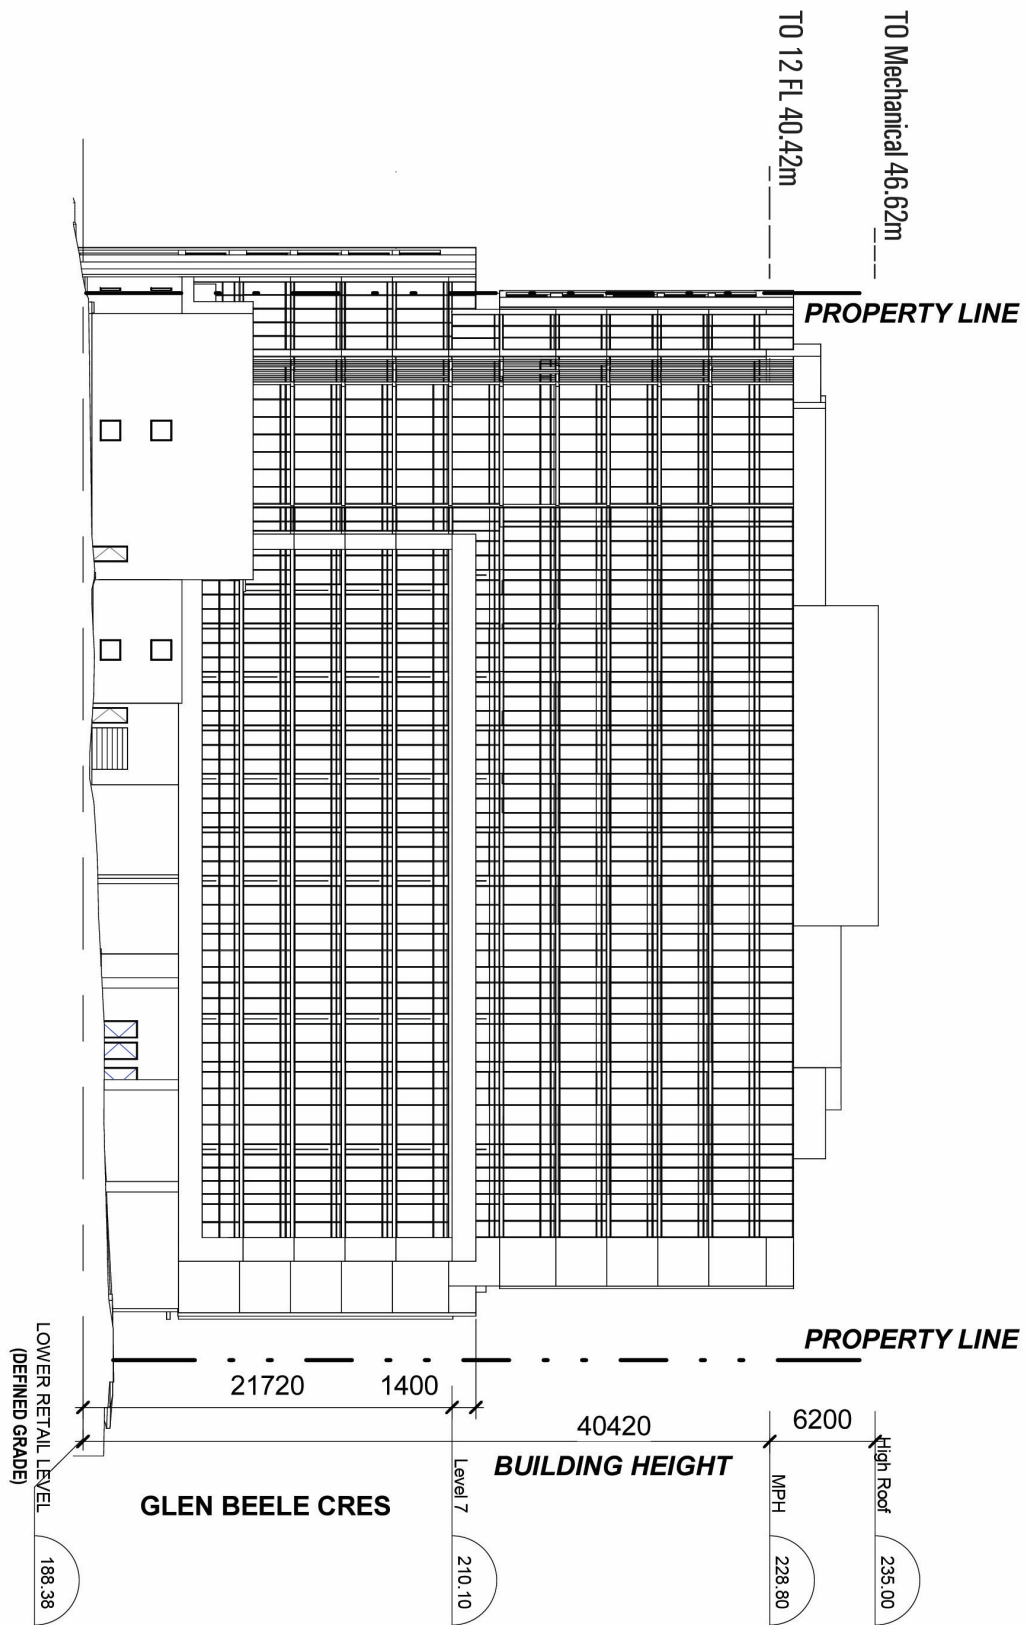 TO Mechanical 46.62m
TO 12 FL 40.42m
PROPERTY LINE
PROPERTY LINE
21720
1400
40420
6200
BUILDING HEIGHT
GLEN BEELE CRES
LOWER RETAIL LEVEL
(DEFINED GRADE)
188.38
Level 7
210.10
MPH
228.80
High Roof
235.00